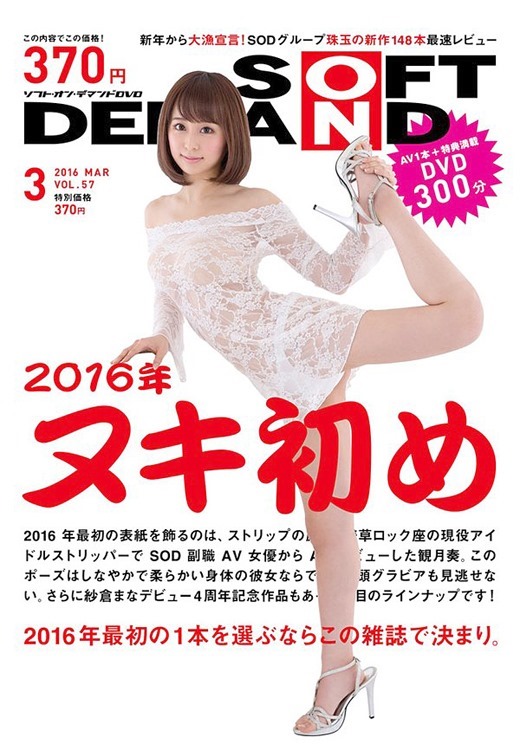 この内容でこの価格!
新年から大漁宣言! SODグループ珠玉の新作148本最速レビュー
370円
ソフト・オン・デマンドDVD
SOFT
ON
DEMAND
3
2016 MAR
VOL.57
特別価格
370円
AV1本+特典満載
DVD
300分
2016年
ヌキ初め
2016 年最初の表紙を飾るのは、ストリップの
草ロック座の現役アイ
ドルストリッパーで SOD 副職 AV 女優から A
ビューした観月奏。この
ポーズはしなやかで柔らかい身体の彼女ならで
頭グラビアも見逃せな
い。さらに紗倉まなデビュー4周年記念作品もあ
目のラインナップです!
2016年最初の1本を選ぶならこの雑誌で決まり。